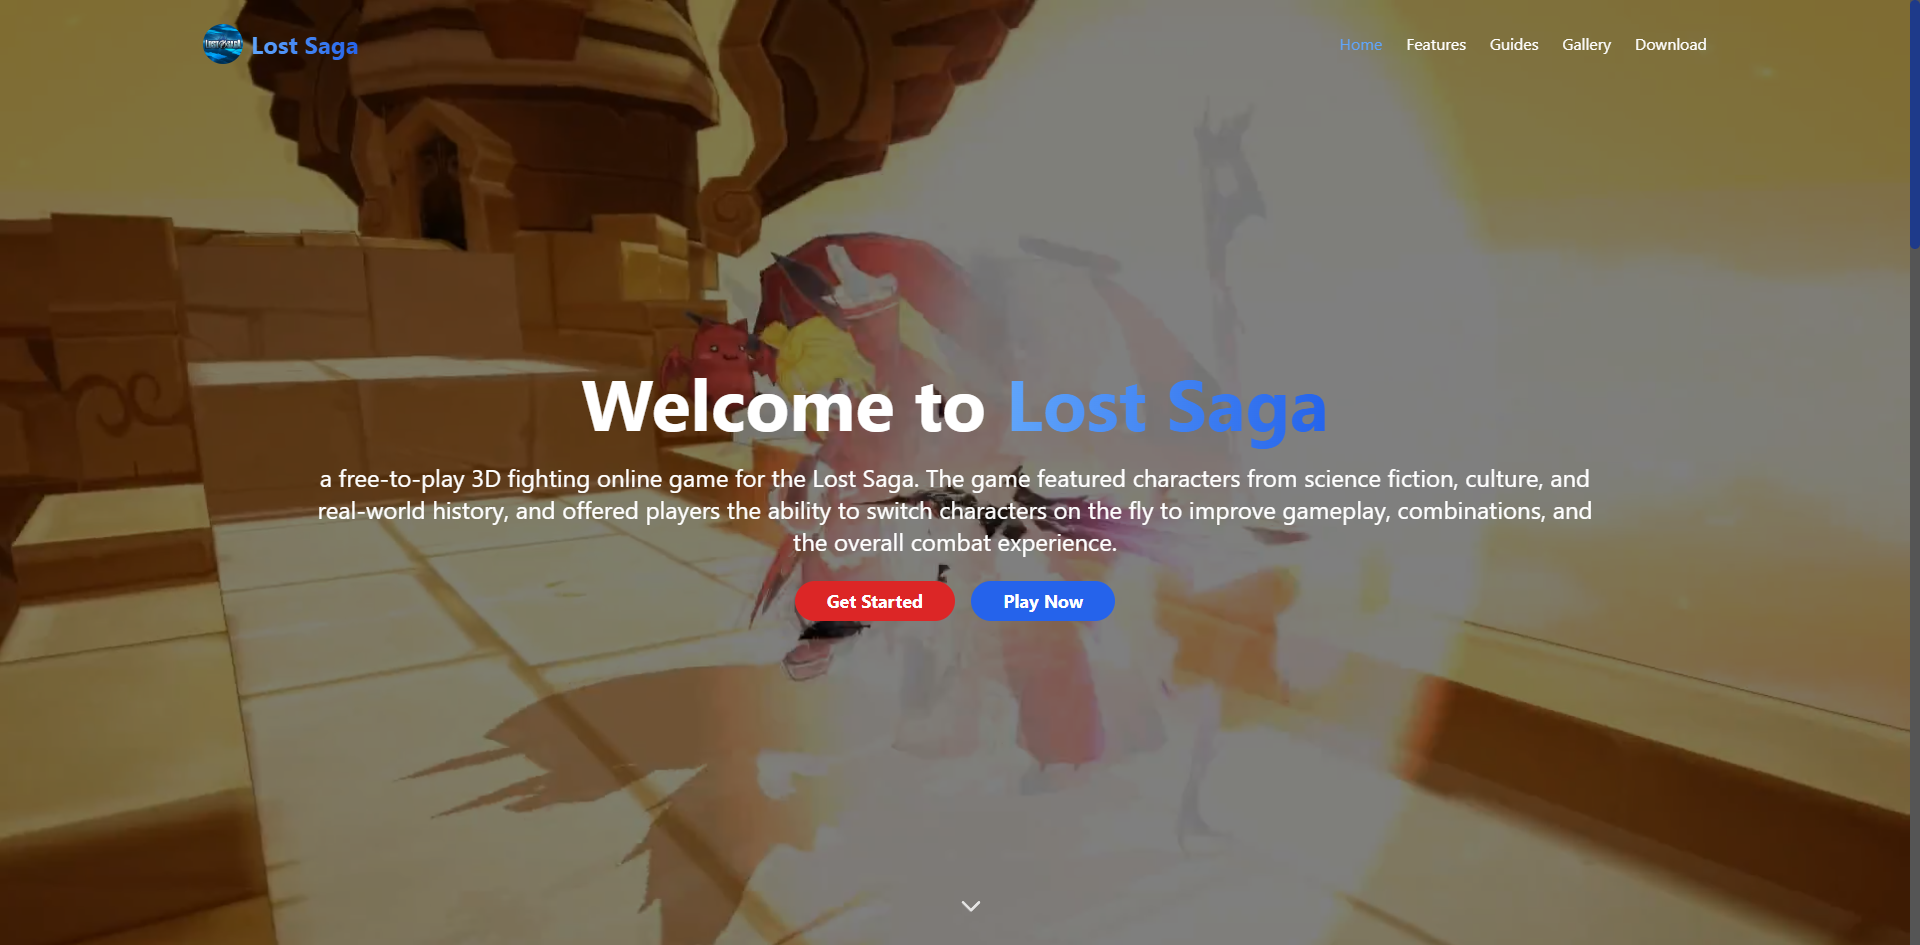 LOST SAGA
Lost Saga
Home Features Guides Gallery Download
Welcome to Lost Saga
a free-to-play 3D fighting online game for the Lost Saga. The game featured characters from science fiction, culture, and
real-world history, and offered players the ability to switch characters on the fly to improve gameplay, combinations, and
the overall combat experience.
Get Started Play Now